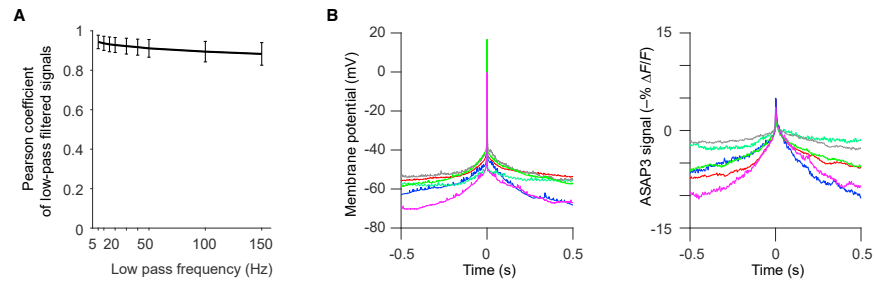 A
Pearson coefficient
of low-pass filtered signals
1
0.8
0.6
0.4
0.2
0
5 20 50 100 150
Low pass frequency (Hz)
B
Membrane potential (mV)
20
0
-20
-40
-60
-80
-0.5 0 0.5
Time (s)
ASAP3 signal (–% ΔF/F)
15
0
-15
-0.5 0 0.5
Time (s)